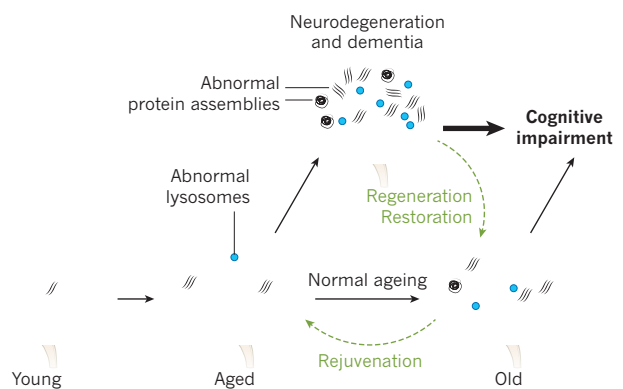 Neurodegeneration
and dementia
Abnormal
protein assemblies
Cognitive
impairment
Abnormal
lysosomes
Regeneration
Restoration
Normal ageing
Rejuvenation
Young
Aged
Old